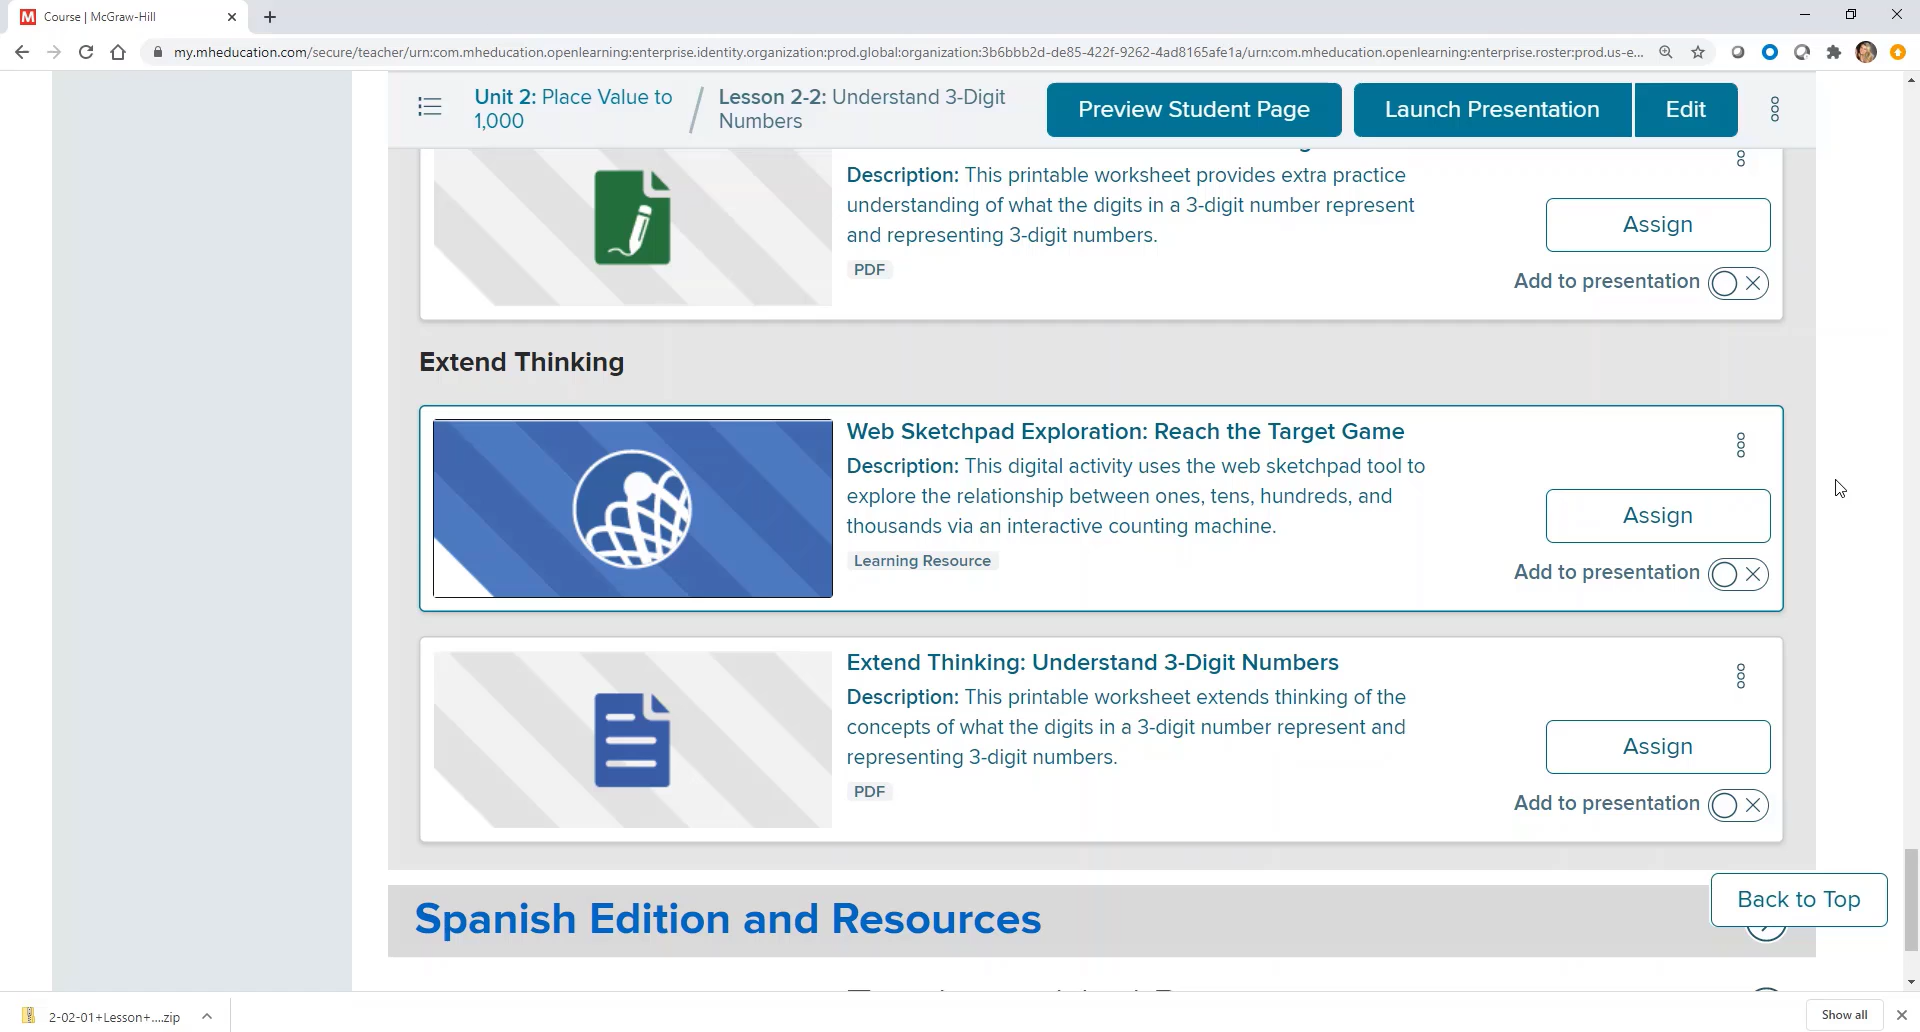 Course | McGraw-Hill
my.mheducation.com/secure/teacher/urn:com.mheducation.openlearning:enterprise.identity.organization:prod.global:organization:3b6bbb2d-de85-422f-9262-4ad8165afe1a/urn:com.mheducation.openlearning:enterprise.roster:prod.us-e...
Unit 2: Place Value to
1,000
Lesson 2-2: Understand 3-Digit
Numbers
Preview Student Page
Launch Presentation
Edit
Description: This printable worksheet provides extra practice
understanding of what the digits in a 3-digit number represent
and representing 3-digit numbers.
PDF
Assign
Add to presentation
Extend Thinking
Web Sketchpad Exploration: Reach the Target Game
Description: This digital activity uses the web sketchpad tool to
explore the relationship between ones, tens, hundreds, and
thousands via an interactive counting machine.
Learning Resource
Assign
Add to presentation
Extend Thinking: Understand 3-Digit Numbers
Description: This printable worksheet extends thinking of the
concepts of what the digits in a 3-digit number represent and
representing 3-digit numbers.
PDF
Assign
Add to presentation
Back to Top
Spanish Edition and Resources
2-02-01+Lesson+....zip
Show all